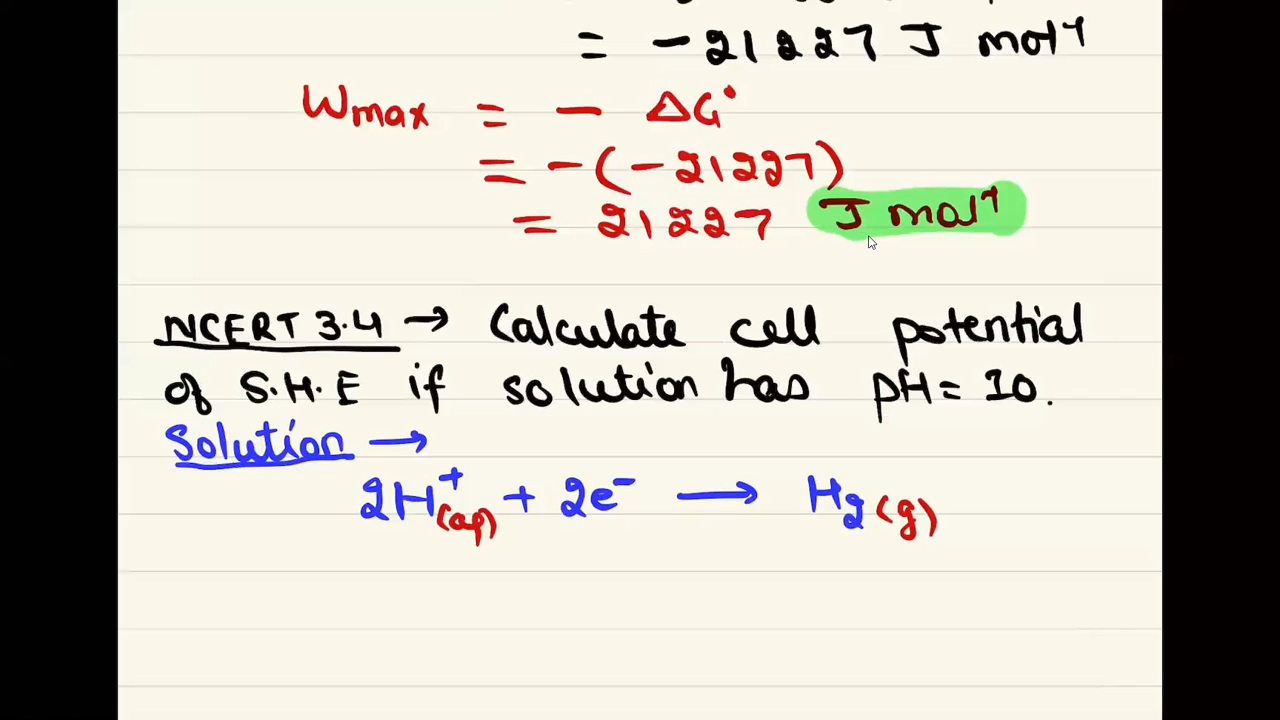 = -21227 J mol⁻¹
Wmax = - ΔG°
= -(-21227)
= 21227 J mol⁻¹
NCERT 3.4 → Calculate cell potential
of S.H.E if solution has pH = 10.
Solution →
2H⁺(aq) + 2e⁻ → H₂(g)